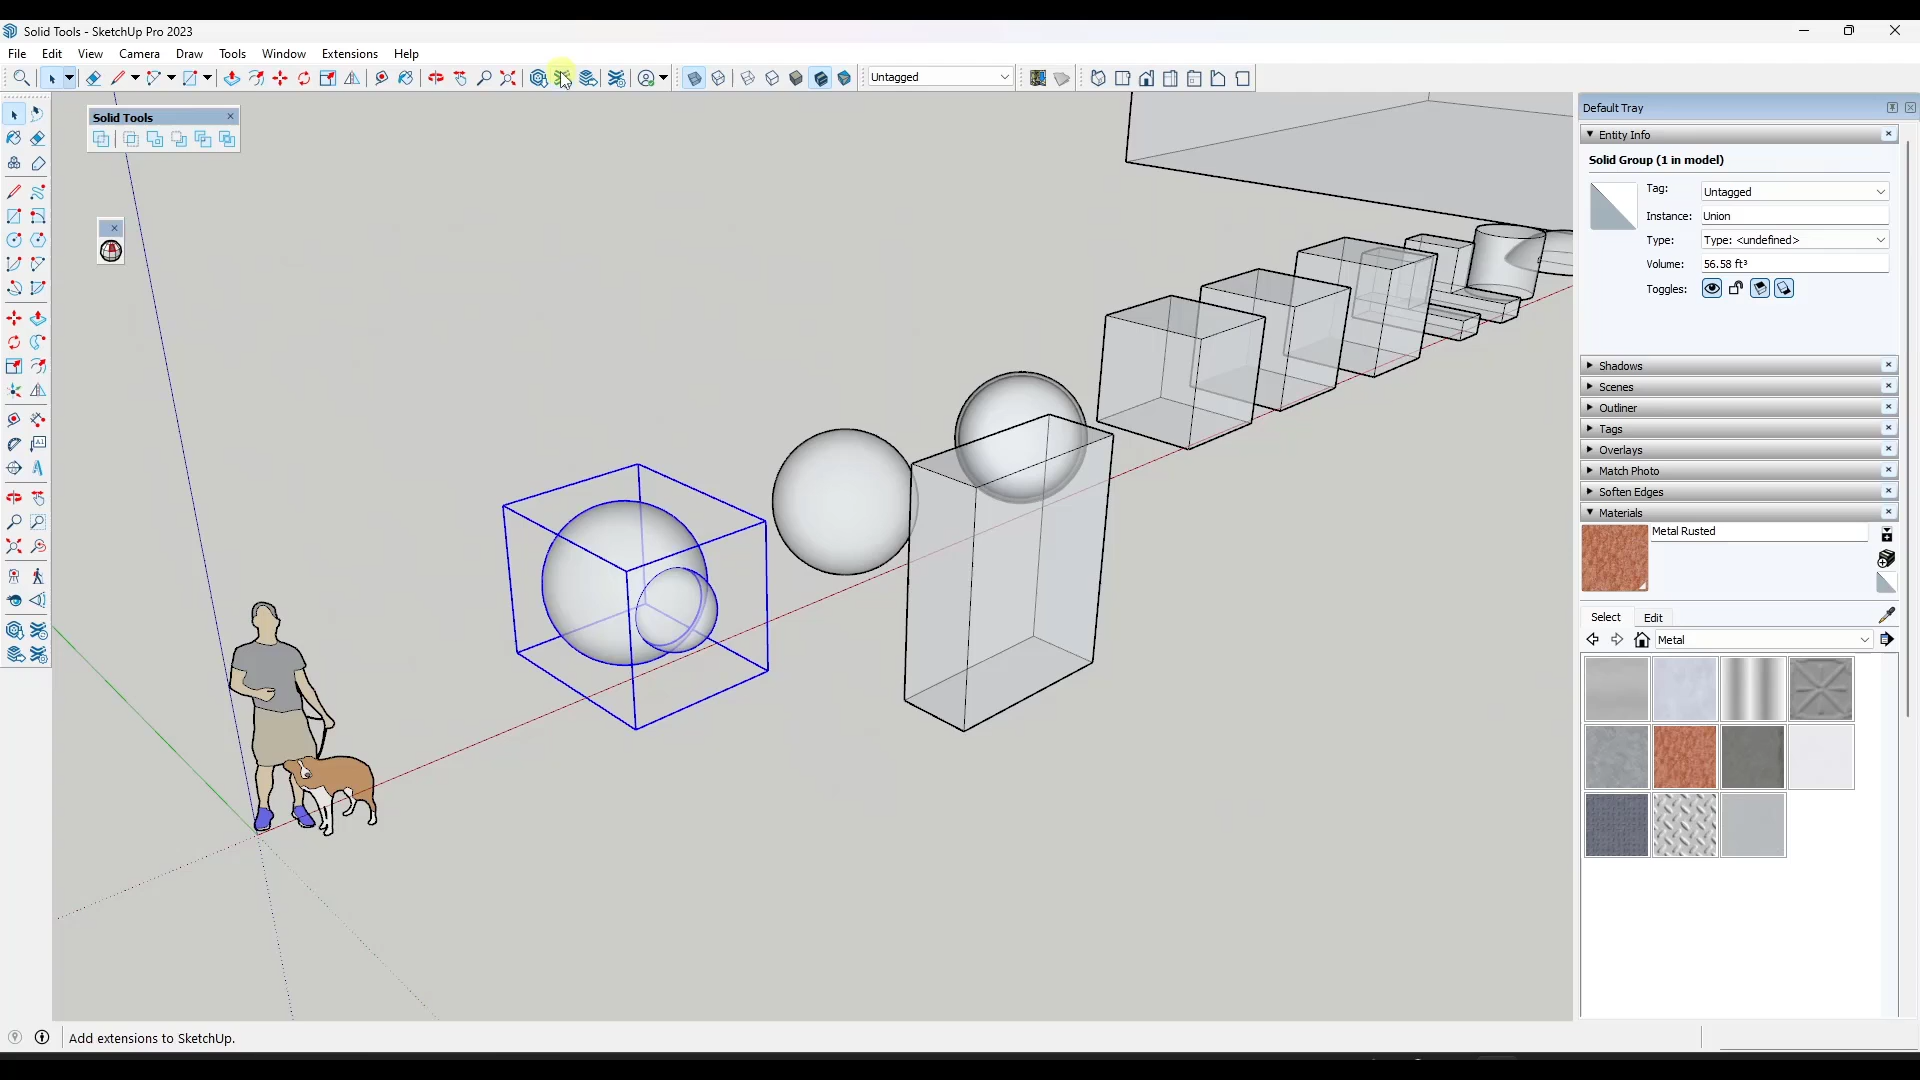 Solid Tools - SketchUp Pro 2023
File Edit View Camera Draw Tools Window Extensions Help
Untagged
Solid Tools
Default Tray
Entity Info
Solid Group (1 in model)
Tag: Untagged
Instance: Union
Type: Type: <undefined>
Volume: 56.58 ft³
Toggles:
Shadows
Scenes
Outliner
Tags
Overlays
Match Photo
Soften Edges
Materials
Metal Rusted
Select Edit
Metal
Add extensions to SketchUp.